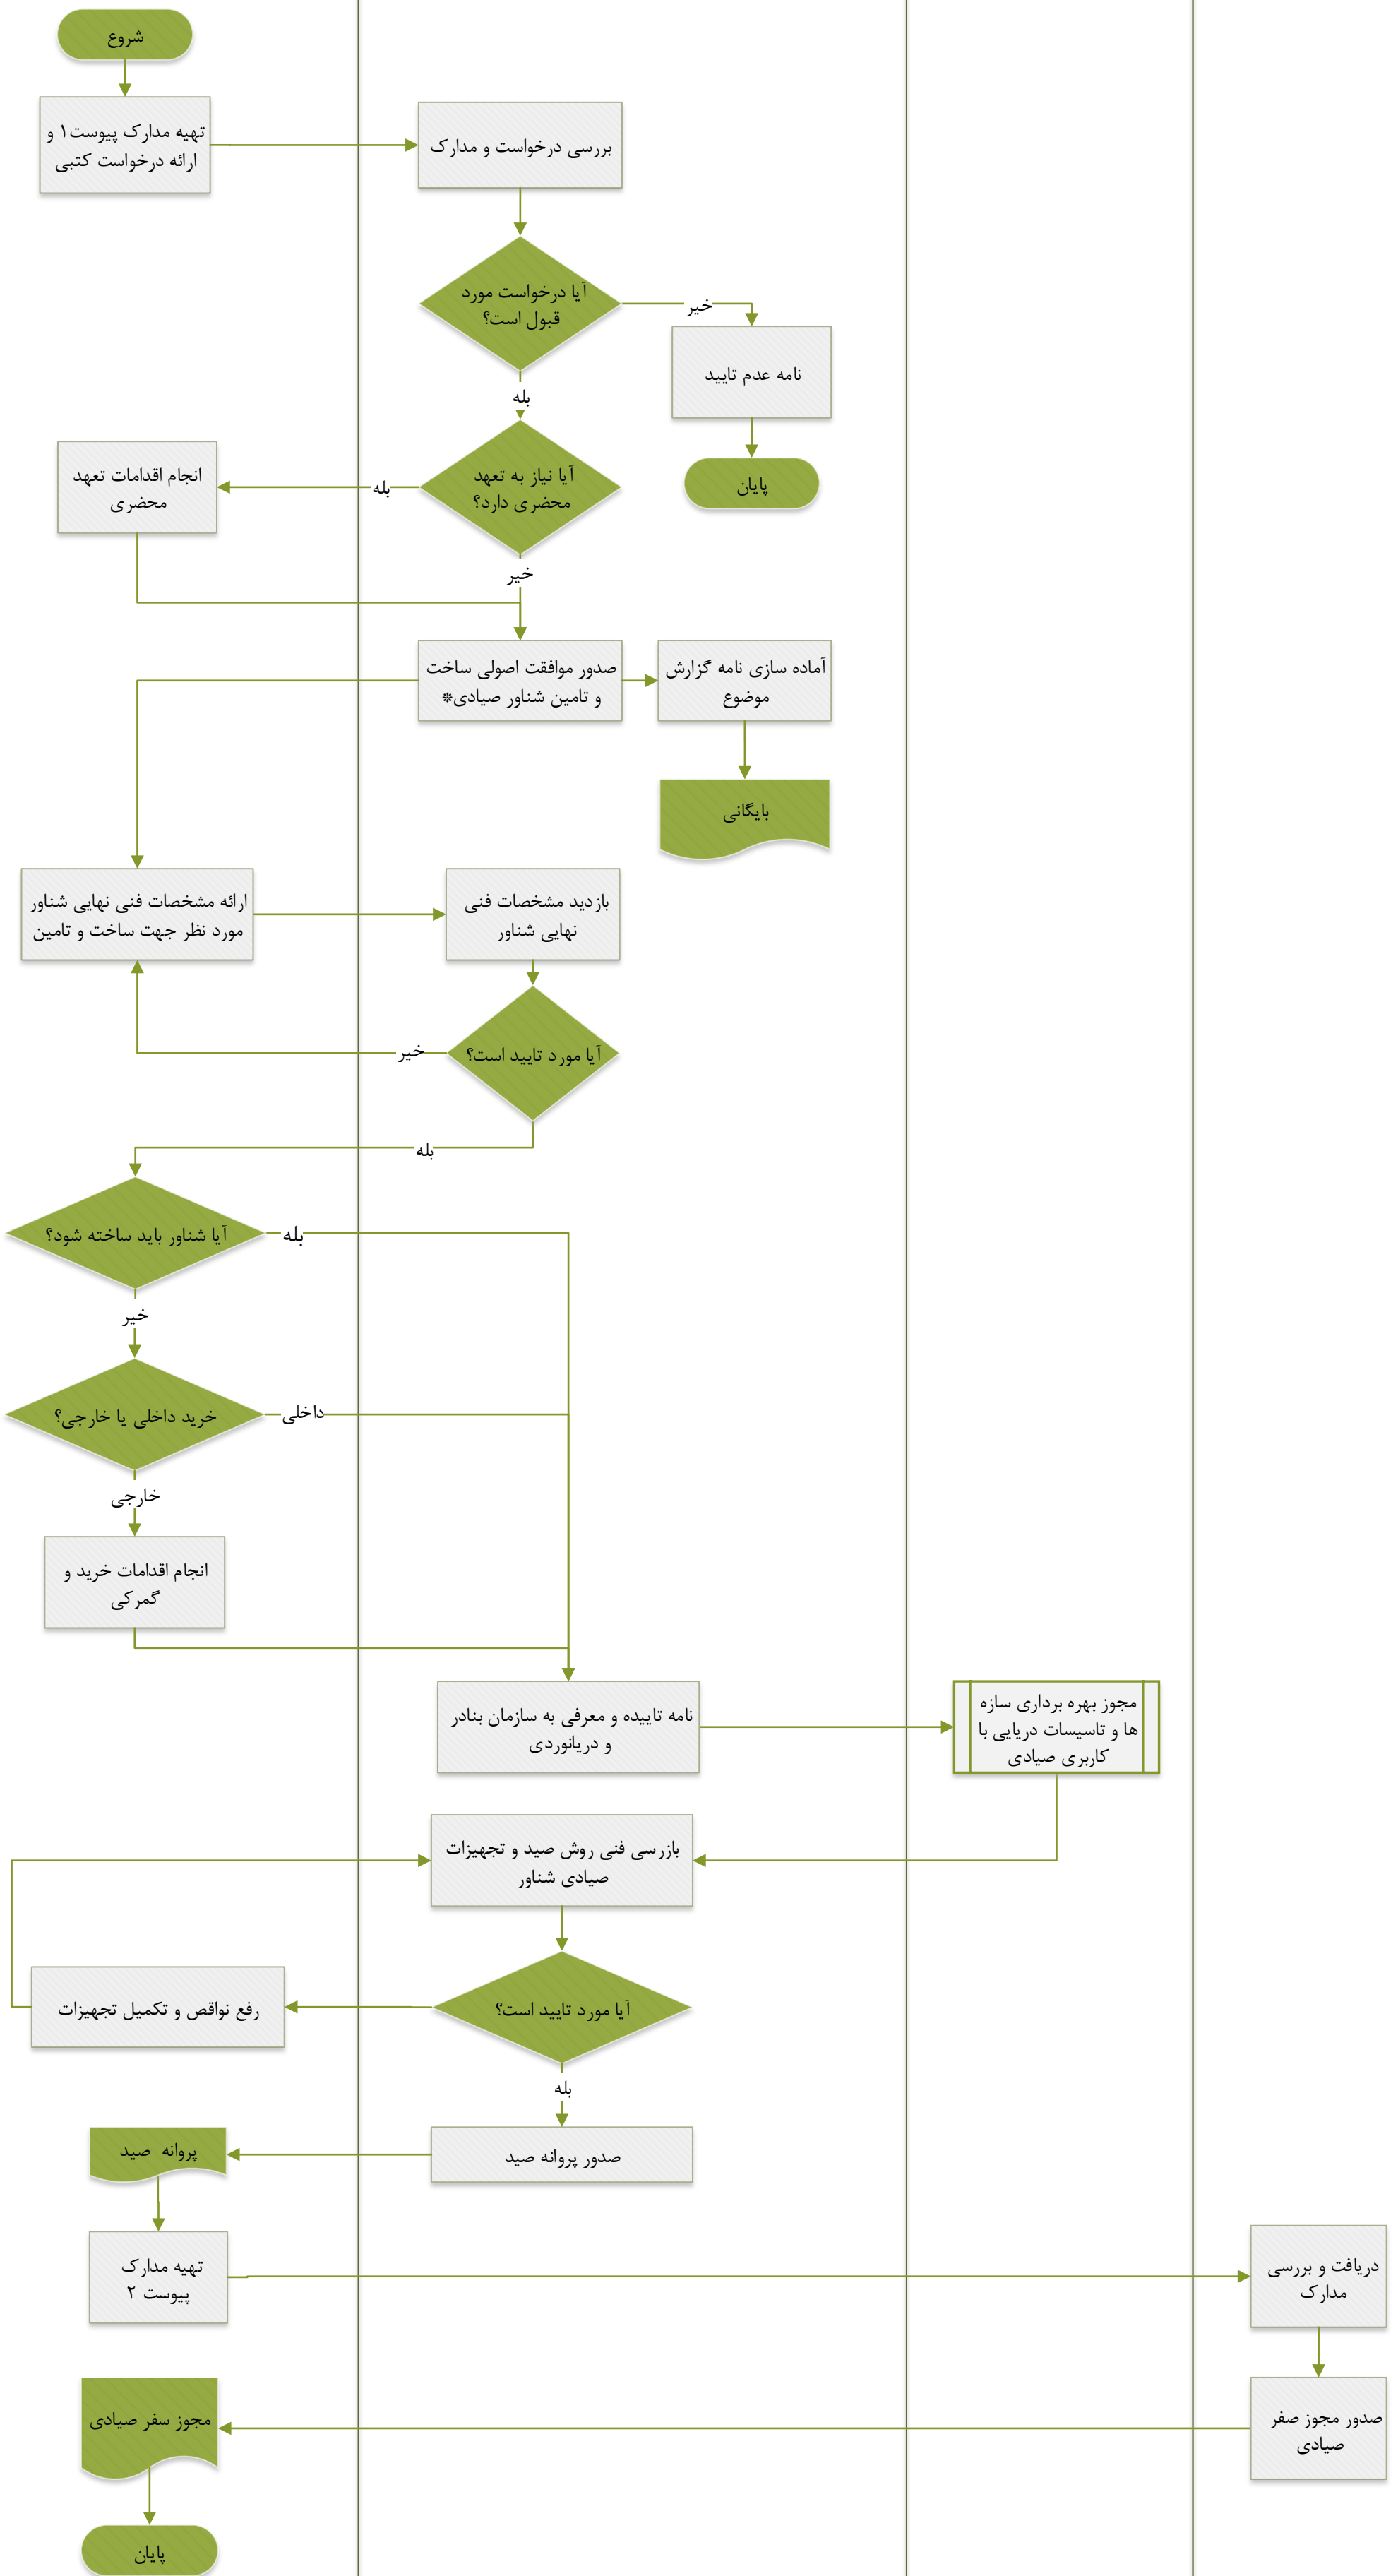 شروع
تهیه مدارک پیوست۱ و
ارائه درخواست کتبی
بررسی درخواست و مدارک
آیا درخواست مورد
قبول است؟
خیر
نامه عدم تایید
پایان
بله
آیا نیاز به تعهد
محضری دارد؟
بله
انجام اقدامات تعهد
محضری
خیر
صدور موافقت اصولی ساخت
و تامین شناور صیادی*
آماده سازی نامه گزارش
موضوع
بایگانی
ارائه مشخصات فنی نهایی شناور
مورد نظر جهت ساخت و تامین
بازدید مشخصات فنی
نهایی شناور
آیا مورد تایید است؟
خیر
بله
آیا شناور باید ساخته شود؟
بله
خیر
خرید داخلی یا خارجی؟
داخلی
خارجی
انجام اقدامات خرید و
گمرکی
نامه تاییده و معرفی به سازمان بنادر
و دریانوردی
مجوز بهره برداری سازه
ها و تاسیسات دریایی با
کاربری صیادی
بازرسی فنی روش صید و تجهیزات
صیادی شناور
آیا مورد تایید است؟
رفع نواقص و تکمیل تجهیزات
بله
صدور پروانه صید
پروانه صید
تهیه مدارک
پیوست ۲
دریافت و بررسی
مدارک
صدور مجوز صفر
صیادی
مجوز سفر صیادی
پایان